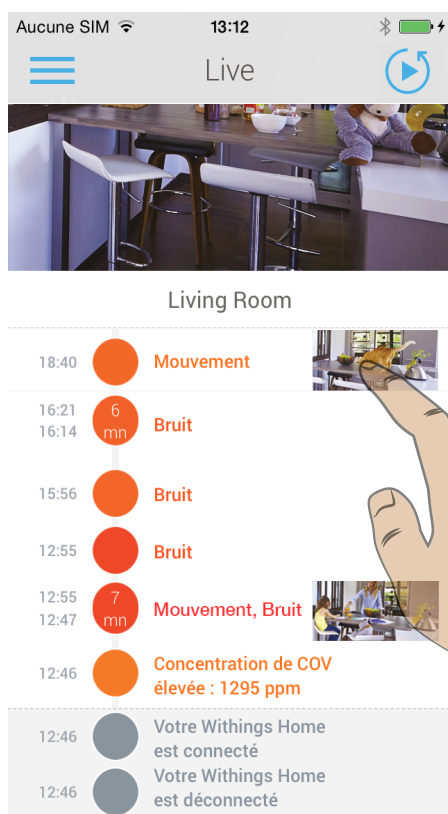 Aucune SIM 13:12
Live
Living Room
18:40 Mouvement
16:21
16:14
6
mn
Bruit
15:56 Bruit
12:55 Bruit
12:55
12:47
7
mn
Mouvement, Bruit
12:46
Concentration de COV
élevée : 1295 ppm
12:46
Votre Withings Home
est connecté
12:46
Votre Withings Home
est déconnecté